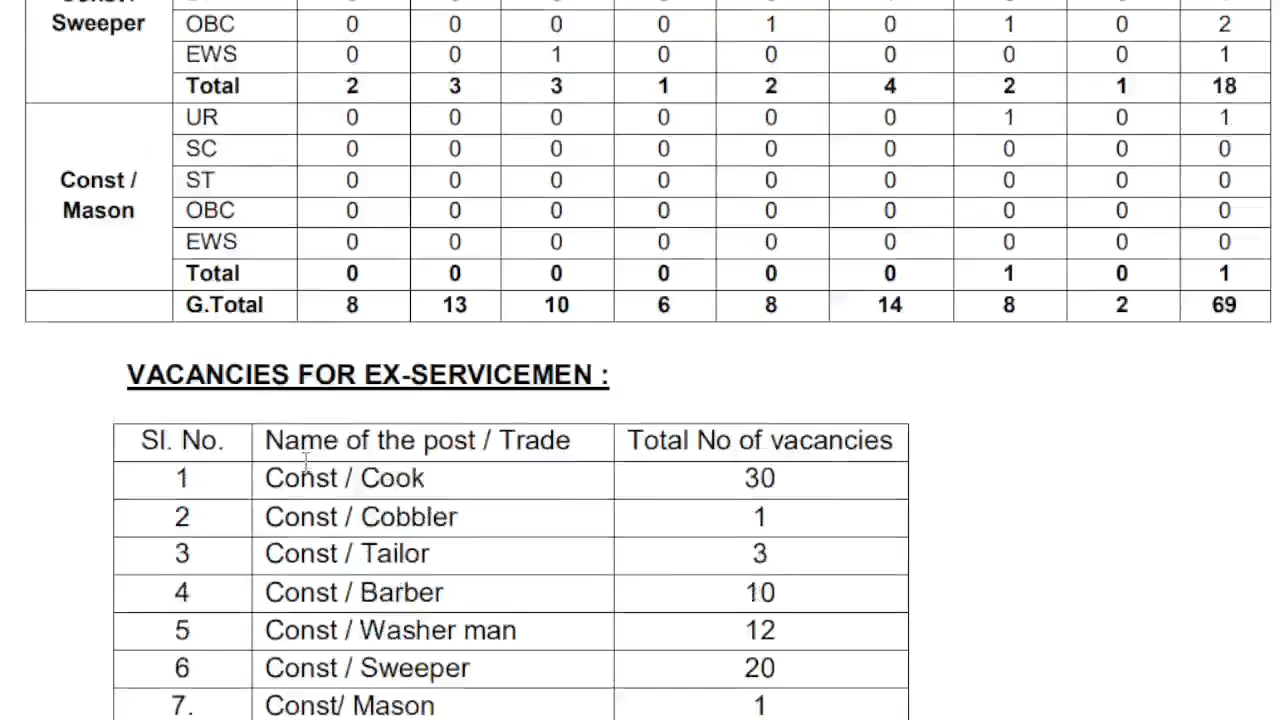 Sweeper OBC 0 0 0 0 1 0 1 0 2
EWS 0 0 1 0 0 0 0 0 1
Total 2 3 3 1 2 4 2 1 18
UR 0 0 0 0 0 0 1 0 1
SC 0 0 0 0 0 0 0 0 0
Const / ST 0 0 0 0 0 0 0 0 0
Mason OBC 0 0 0 0 0 0 0 0 0
EWS 0 0 0 0 0 0 0 0 0
Total 0 0 0 0 0 0 1 0 1
G.Total 8 13 10 6 8 14 8 2 69
VACANCIES FOR EX-SERVICEMEN :
Sl. No. Name of the post / Trade Total No of vacancies
1 Const / Cook 30
2 Const / Cobbler 1
3 Const / Tailor 3
4 Const / Barber 10
5 Const / Washer man 12
6 Const / Sweeper 20
7. Const/ Mason 1